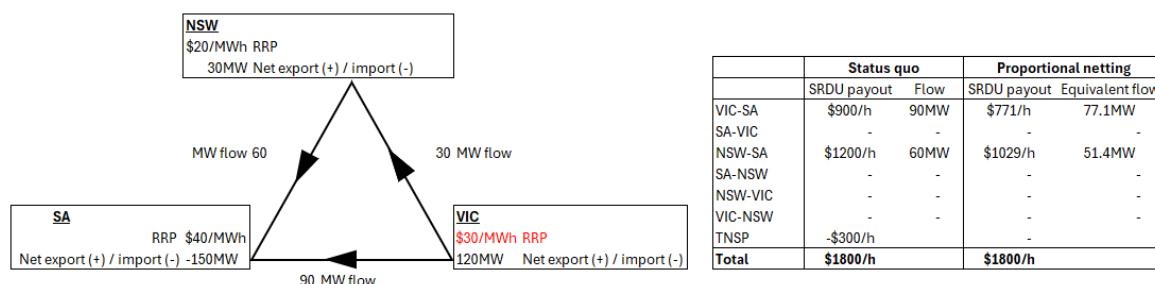 NSW
$20/MWh RRP
30MW Net export (+) / import (-)
MW flow 60
30 MW flow
SA
RRP $40/MWh
Net export (+) / import (-) -150MW
VIC
$30/MWh RRP
120MW Net export (+) / import (-)
90 MW flow
Status quo Proportional netting
SRDU payout Flow SRDU payout Equivalent flow
VIC-SA $900/h 90MW $771/h 77.1MW
SA-VIC - - - -
NSW-SA $1200/h 60MW $1029/h 51.4MW
SA-NSW - - - -
NSW-VIC - - - -
VIC-NSW - - - -
TNSP -$300/h -
Total $1800/h $1800/h